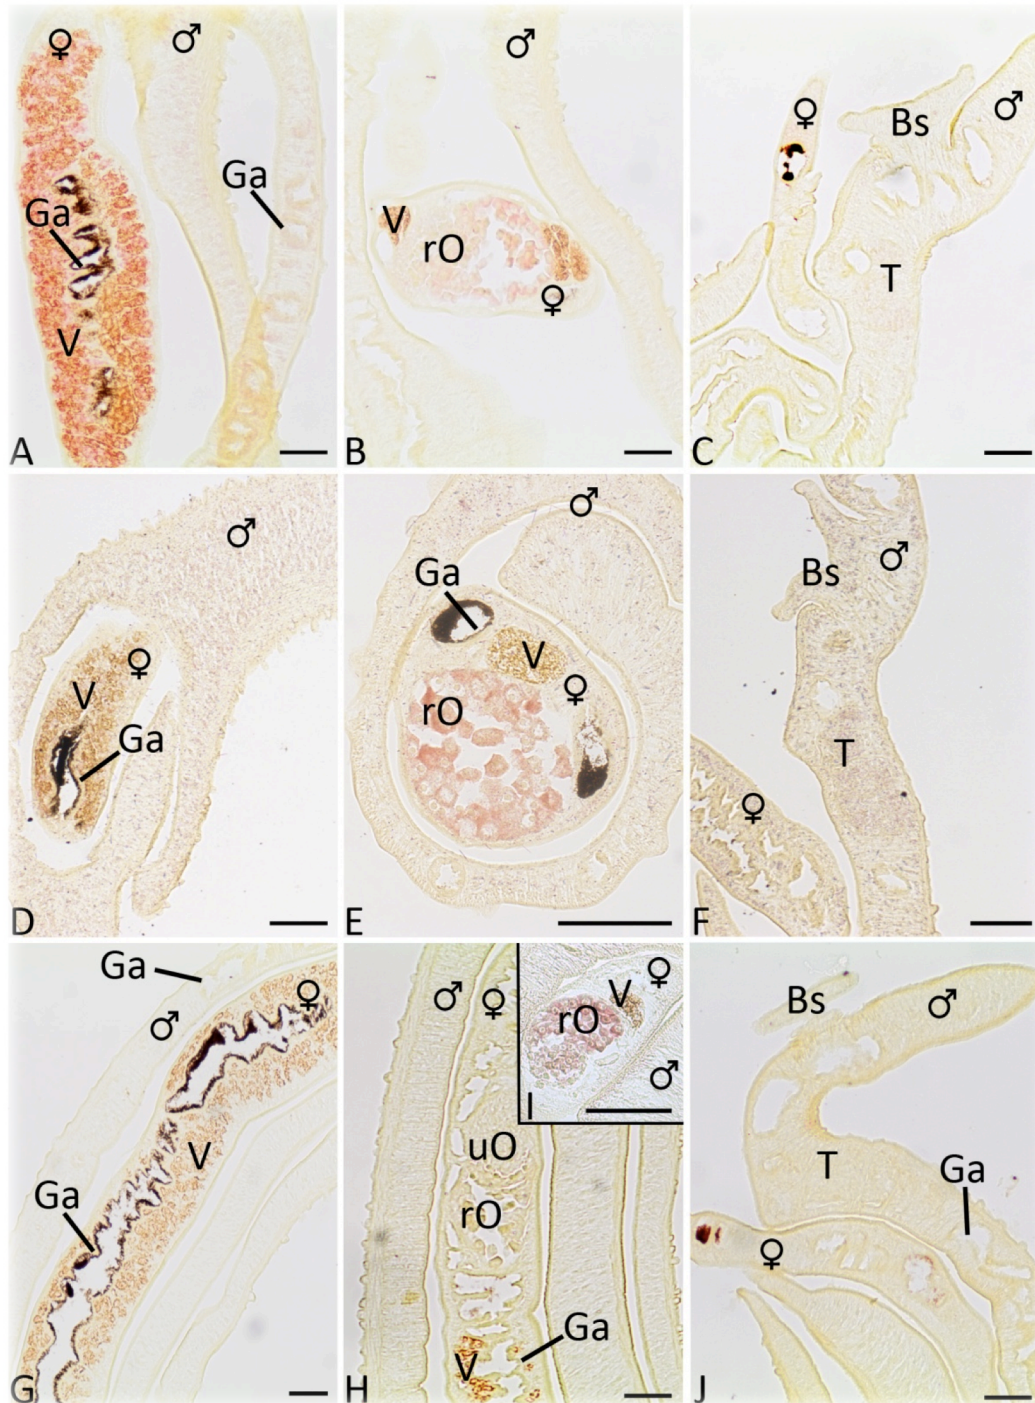 ♀ ♂
Ga
Ga
V
A
♂
V
rO
♀
B
♀ Bs ♂
T
C
♂
♀
V
Ga
D
♂
Ga
V
♀
rO
E
♂
Bs
T
♀
F
Ga
♀
♂
V
Ga
G
♂ ♀
uO
rO
Ga
V
H
♀
V
rO
♂
I
Bs ♂
T
Ga
♀
J